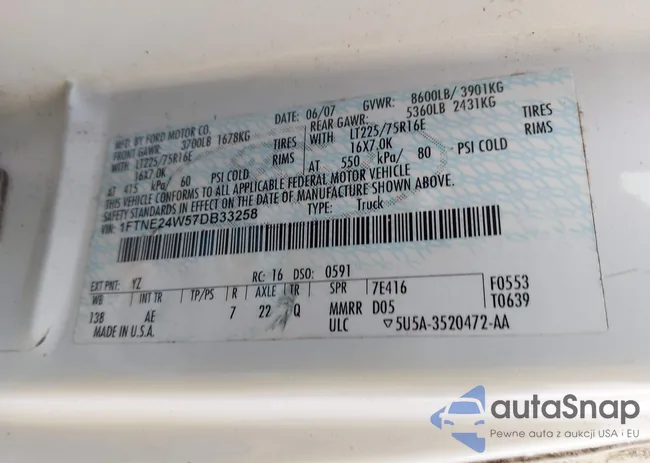 MFD. BY FORD MOTOR CO.
DATE: 06/07 GVWR: 8600LB/ 3901KG
FRONT GAWR: 3700LB 1678KG
REAR GAWR: 5360LB 2431KG
WITH LT225/75R16E TIRES
WITH LT225/75R16E TIRES
16X7.0K RIMS
16X7.0K RIMS
AT 415 kPa/ 60 PSI COLD
AT 550 kPa/ 80 PSI COLD
THIS VEHICLE CONFORMS TO ALL APPLICABLE FEDERAL MOTOR VEHICLE
SAFETY STANDARDS IN EFFECT ON THE DATE OF MANUFACTURE SHOWN ABOVE.
VIN: 1FTNE24W57DB33258
TYPE: Truck
EXT PNT: YZ RC: 16 DSO: 0591
WB INT TR TP/PS R AXLE TR SPR 7E416 F0553
138 AE 7 22 Q MMRR D05 T0639
MADE IN U.S.A. ULC ▽5U5A-3520472-AA
autaSnap
Pewne auta z aukcji USA i EU